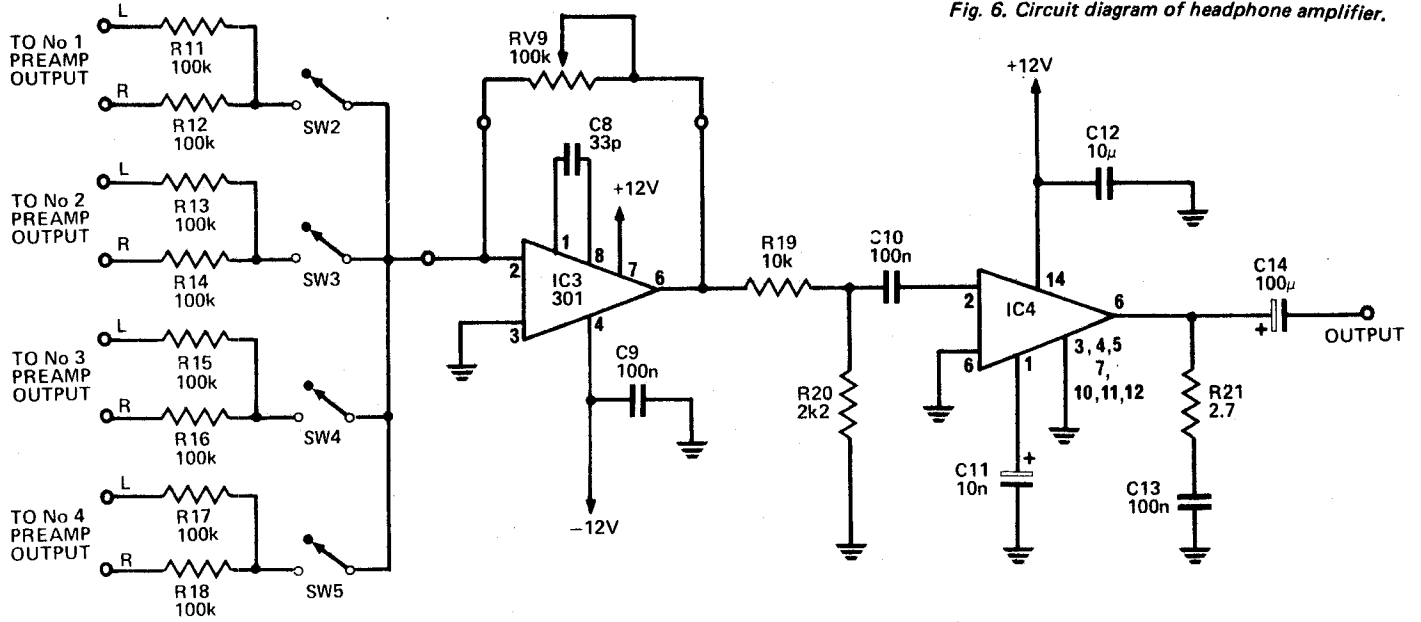 Fig. 6. Circuit diagram of headphone amplifier.
TO No 1
PREAMP
OUTPUT
L
R11
100k
R
R12
100k
SW2
TO No 2
PREAMP
OUTPUT
L
R13
100k
R
R14
100k
SW3
TO No 3
PREAMP
OUTPUT
L
R15
100k
R
R16
100k
SW4
TO No 4
PREAMP
OUTPUT
L
R17
100k
R
R18
100k
SW5
RV9
100k
C8
33p
+12V
1
8
7
2
IC3
301
6
3
4
C9
100n
−12V
R19
10k
C10
100n
R20
2k2
+12V
C12
10µ
14
2
IC4
6
6
1
3,4,5
7,
10,11,12
C11
10n
+
R21
2.7
C13
100n
C14
100µ
+
OUTPUT